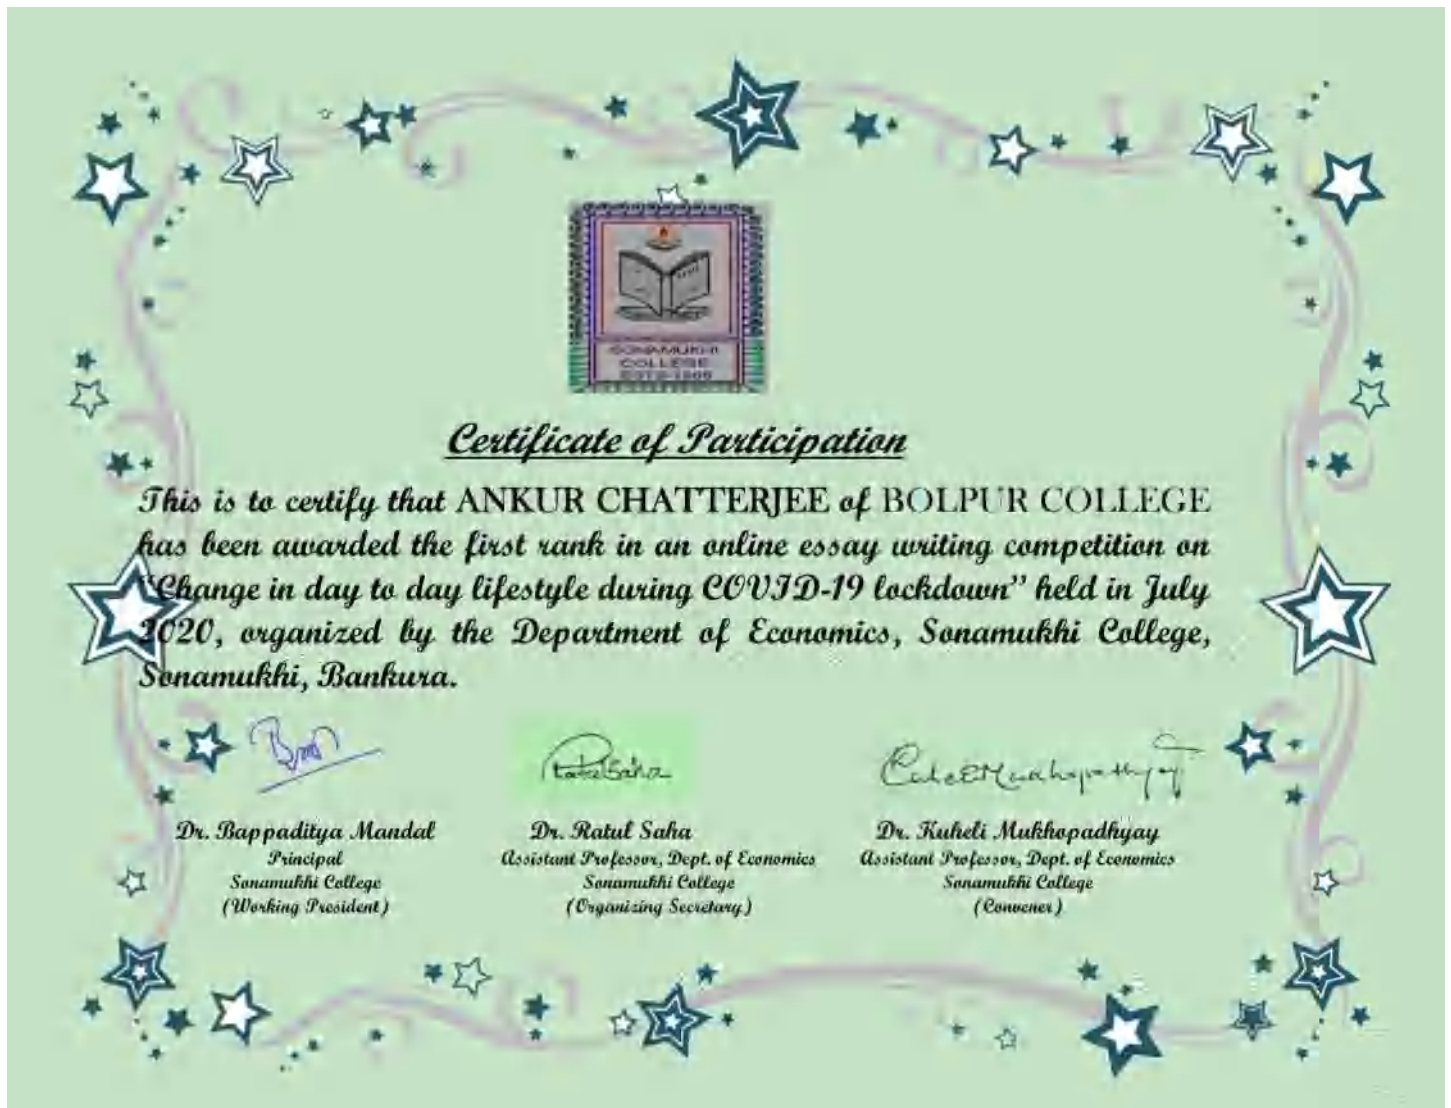 SONAMUKHI
COLLEGE
Certificate of Participation
This is to certify that ANKUR CHATTERJEE of BOLPUR COLLEGE
has been awarded the first rank in an online essay writing competition on
“Change in day to day lifestyle during COVID-19 lockdown” held in July
2020, organized by the Department of Economics, Sonamukhi College,
Sonamukhi, Bankura.
Ratul Saha
Dr. Bappaditya Mandal
Principal
Sonamukhi College
(Working President)
Dr. Ratul Saha
Assistant Professor, Dept. of Economics
Sonamukhi College
(Organizing Secretary)
Dr. Kuheli Mukhopadhyay
Assistant Professor, Dept. of Economics
Sonamukhi College
(Convener)